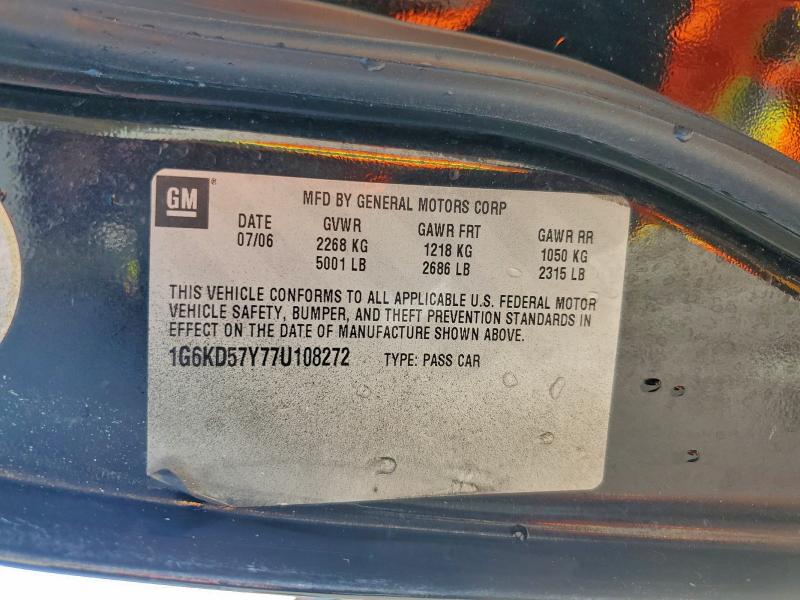 GM® MFD BY GENERAL MOTORS CORP
DATE GVWR GAWR FRT GAWR RR
07/06 2268 KG 1218 KG 1050 KG
5001 LB 2686 LB 2315 LB
THIS VEHICLE CONFORMS TO ALL APPLICABLE U.S. FEDERAL MOTOR
VEHICLE SAFETY, BUMPER, AND THEFT PREVENTION STANDARDS IN
EFFECT ON THE DATE OF MANUFACTURE SHOWN ABOVE.
1G6KD57Y77U108272 TYPE: PASS CAR